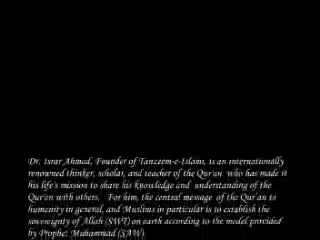 Dr. Israr Ahmad, Founder of Tanzeem-e-Islami, is an internationally
renowned thinker, scholar, and teacher of the Qur'an who has made it
his life's mission to share his knowledge and understanding of the
Qur'an with others. For him, the central message of the Qur'an to
humanity in general, and Muslims in particular is to establish the
sovereignty of Allah (SWT) on earth according to the model provided
by Prophet Muhammad (SAW)